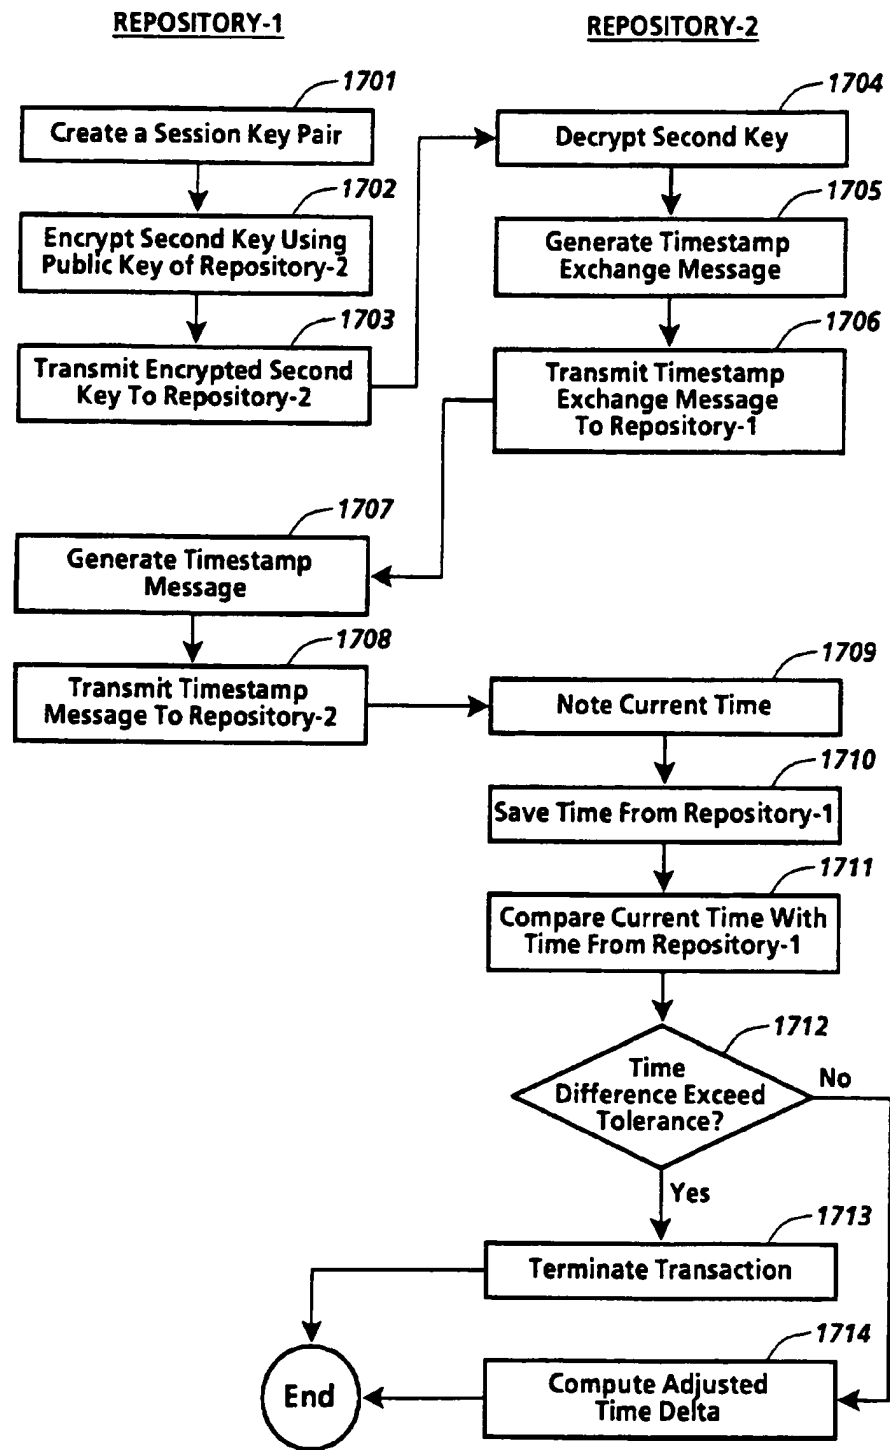 REPOSITORY-1
REPOSITORY-2
1701
Create a Session Key Pair
1702
Encrypt Second Key Using
Public Key of Repository-2
1703
Transmit Encrypted Second
Key To Repository-2
1704
Decrypt Second Key
1705
Generate Timestamp
Exchange Message
1706
Transmit Timestamp
Exchange Message
To Repository-1
1707
Generate Timestamp
Message
1708
Transmit Timestamp
Message To Repository-2
1709
Note Current Time
1710
Save Time From Repository-1
1711
Compare Current Time With
Time From Repository-1
1712
Time
Difference Exceed
Tolerance?
No
Yes
1713
Terminate Transaction
1714
Compute Adjusted
Time Delta
End